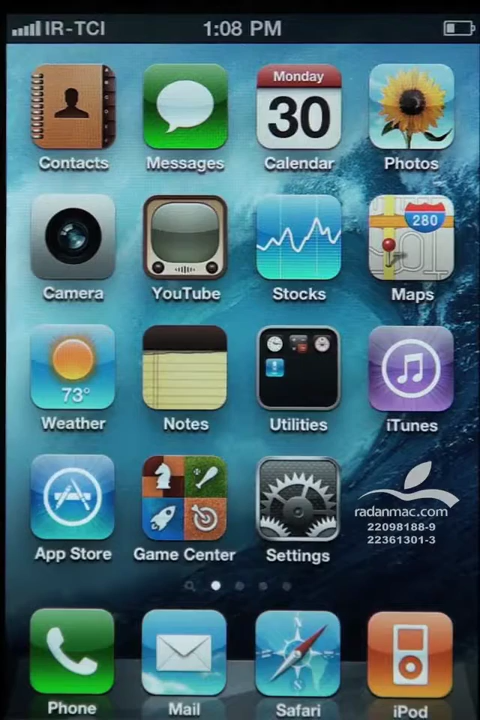 IR-TCI 1:08 PM
Monday
30
Contacts Messages Calendar Photos
280
Camera YouTube Stocks Maps
73°
Weather Notes Utilities iTunes
App Store Game Center Settings
radanmac.com
22098188-9
22361301-3
Phone Mail Safari iPod